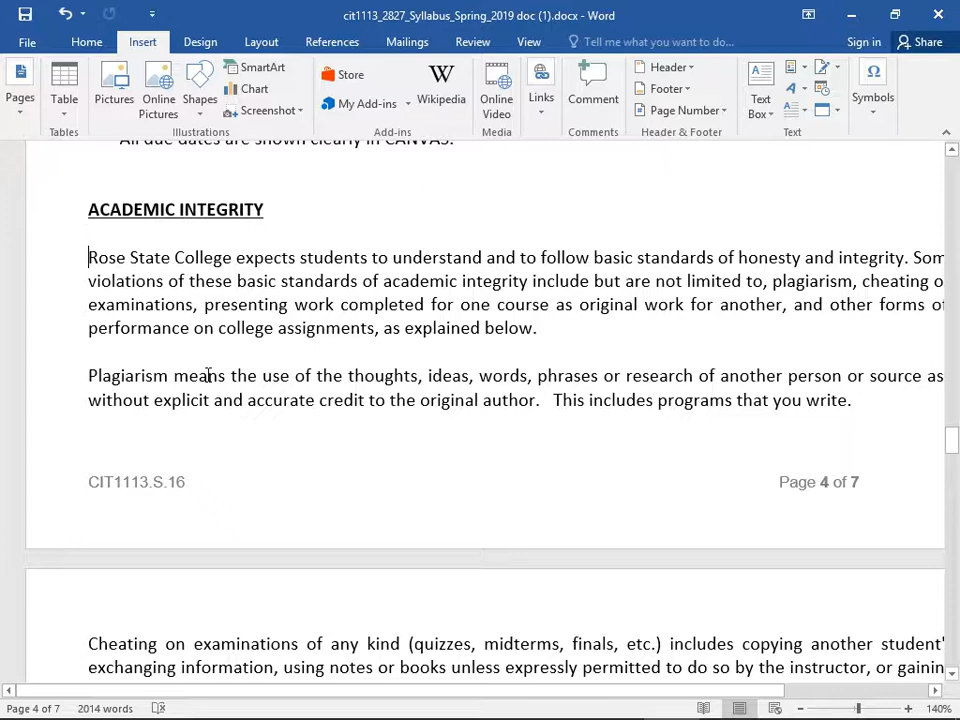 cit1113_2827_Syllabus_Spring_2019 doc (1).docx - Word
File Home Insert Design Layout References Mailings Review View Tell me what you want to do... Sign in Share
Pages
Table
Pictures
Online Pictures
Shapes
SmartArt
Chart
Screenshot
Store
My Add-ins
W
Wikipedia
Online Video
Links
Comment
Header
Footer
Page Number
Text Box
Symbols
Tables Illustrations Add-ins Media Comments Header & Footer Text
All due dates are shown clearly in CANVAS.
ACADEMIC INTEGRITY
Rose State College expects students to understand and to follow basic standards of honesty and integrity. Som
violations of these basic standards of academic integrity include but are not limited to, plagiarism, cheating o
examinations, presenting work completed for one course as original work for another, and other forms of
performance on college assignments, as explained below.
Plagiarism means the use of the thoughts, ideas, words, phrases or research of another person or source as
without explicit and accurate credit to the original author. This includes programs that you write.
CIT1113.S.16 Page 4 of 7
Cheating on examinations of any kind (quizzes, midterms, finals, etc.) includes copying another student'
exchanging information, using notes or books unless expressly permitted to do so by the instructor, or gainin
Page 4 of 7 2014 words 140%